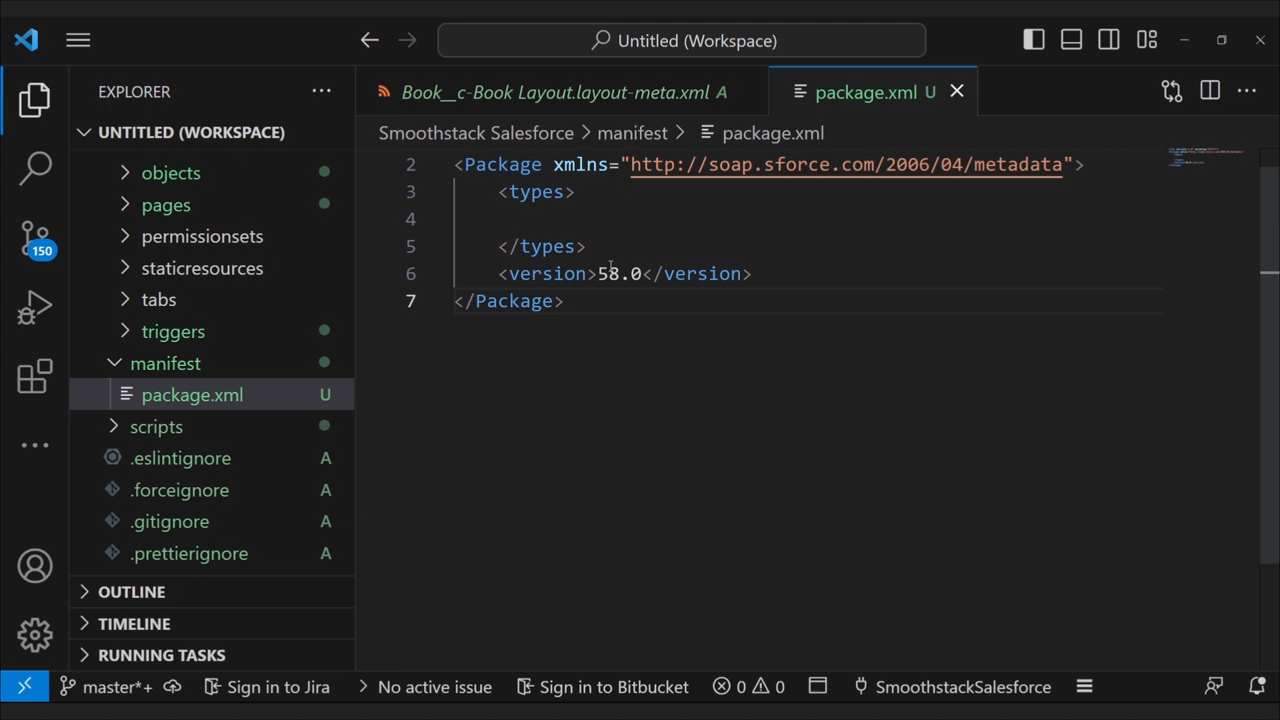 Untitled (Workspace)
EXPLORER
UNTITLED (WORKSPACE)
objects
pages
permissionsets
staticresources
tabs
triggers
manifest
package.xml U
scripts
.eslintignore A
.forceignore A
.gitignore A
.prettierignore A
OUTLINE
TIMELINE
RUNNING TASKS
150
Book__c-Book Layout.layout-meta.xml A
package.xml U
Smoothstack Salesforce > manifest > package.xml
2 <Package xmlns="http://soap.sforce.com/2006/04/metadata">
3 <types>
4
5 </types>
6 <version>58.0</version>
7 </Package>
master*+ Sign in to Jira No active issue Sign in to Bitbucket 0 0 SmoothstackSalesforce